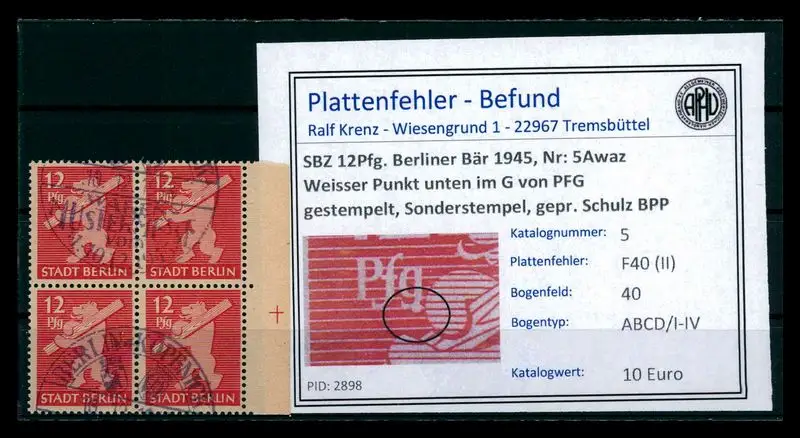 Plattenfehler - Befund
Ralf Krenz - Wiesengrund 1 - 22967 Tremsbüttel
SBZ 12Pfg. Berliner Bär 1945, Nr: 5Awaz
Weisser Punkt unten im G von PFG
gestempelt, Sonderstempel, gepr. Schulz BPP
Katalognummer: 5
Plattenfehler: F40 (II)
Bogenfeld: 40
Bogentyp: ABCD/I-IV
Katalogwert: 10 Euro
Pfg
PID: 2898
12 12
Pfg. Pfg.
STADT BERLIN STADT BERLIN
12 12
Pfg. Pfg.
STADT BERLIN STADT BERLIN